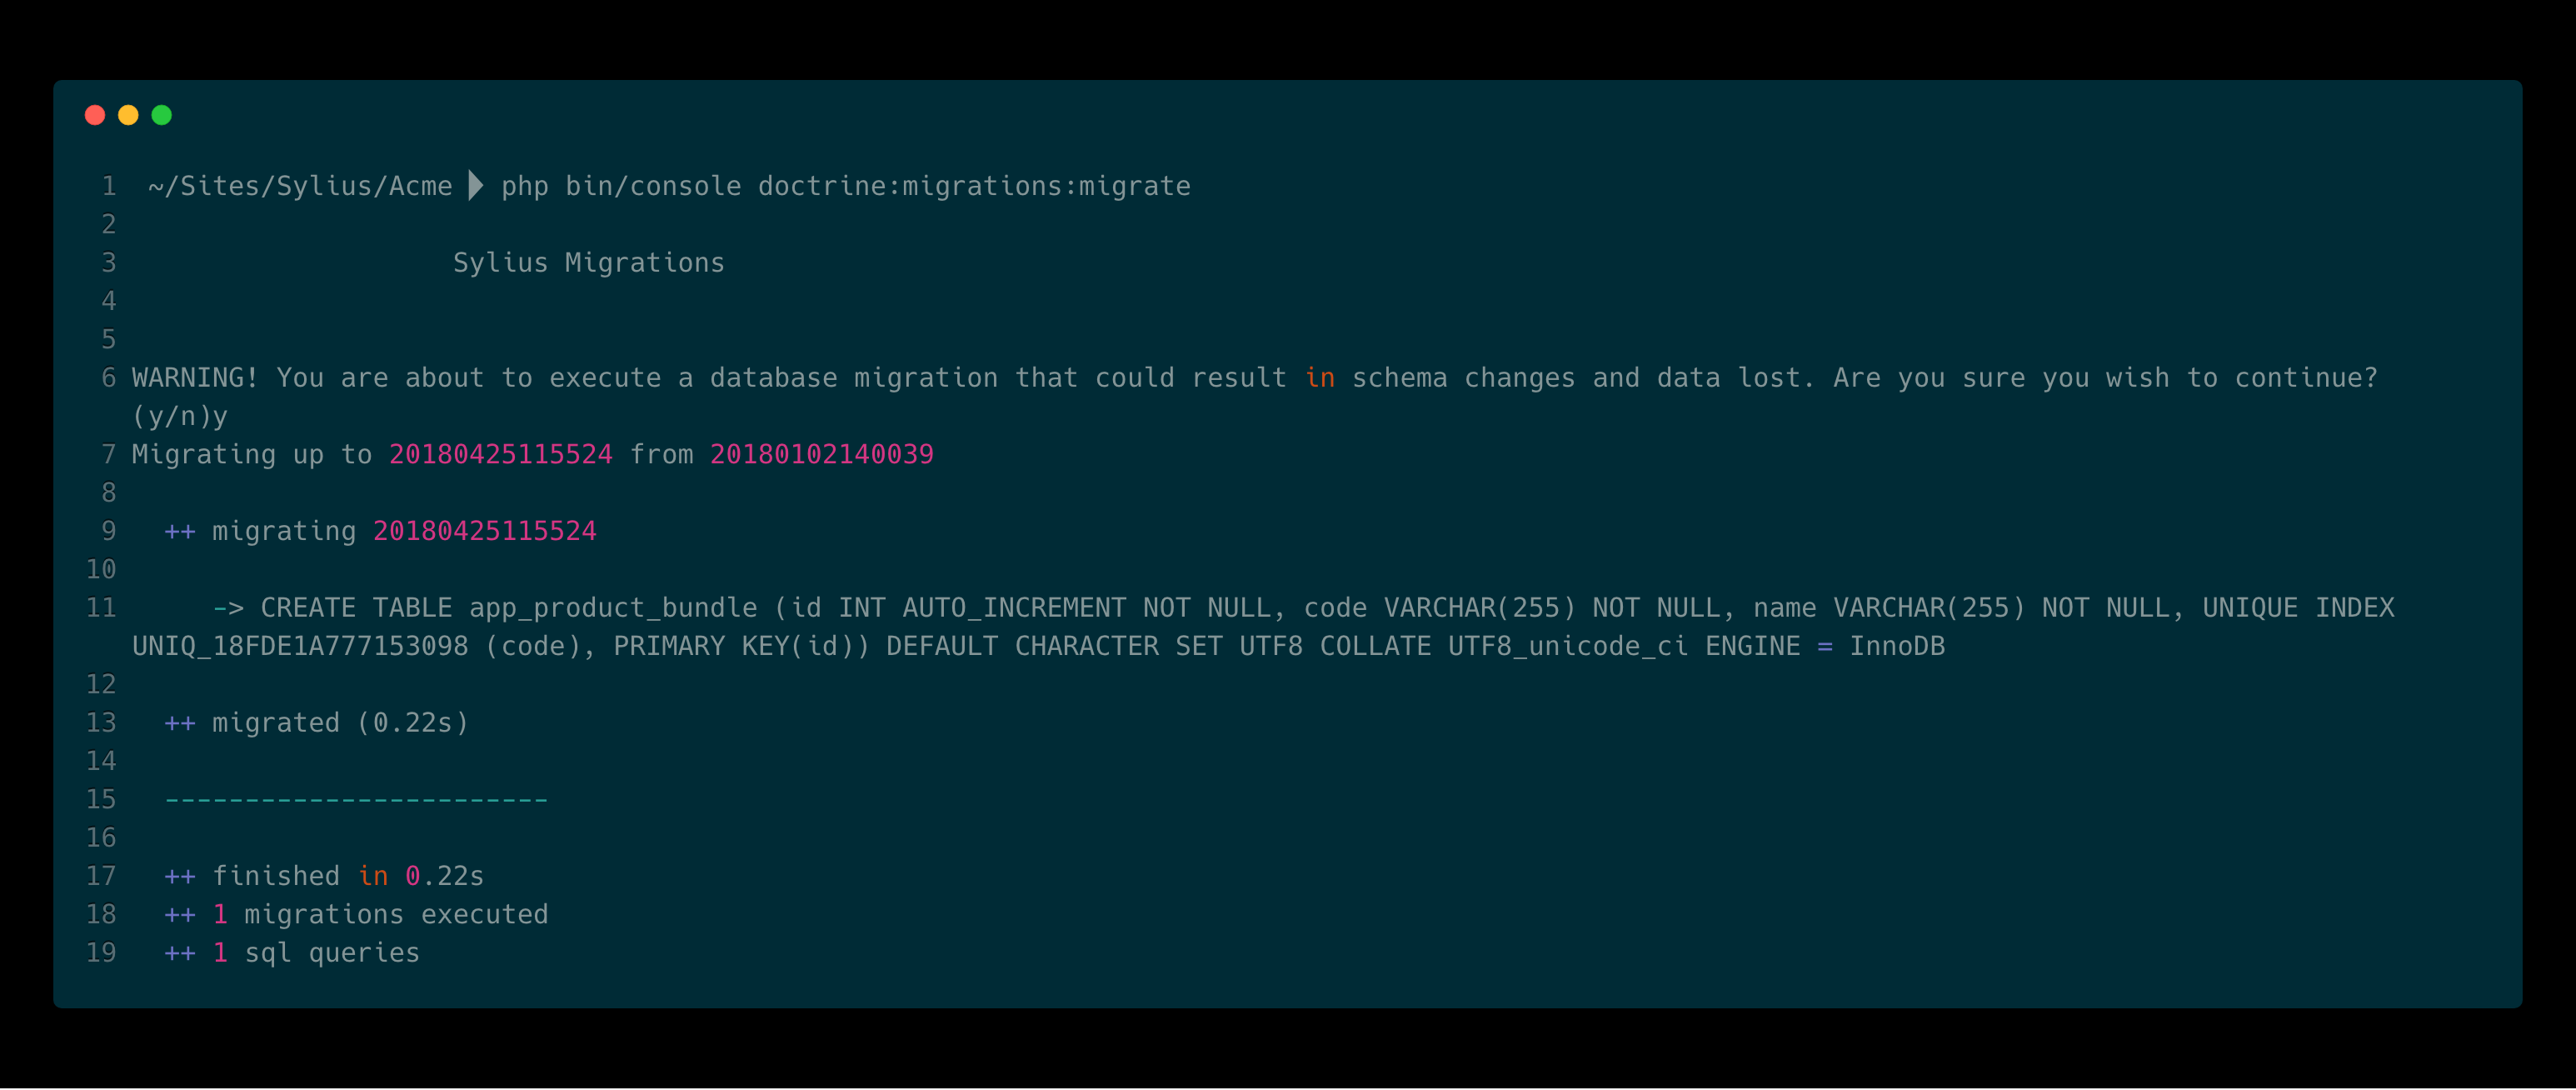 1 ~/Sites/Sylius/Acme ▶ php bin/console doctrine:migrations:migrate
2
3 Sylius Migrations
4
5
6 WARNING! You are about to execute a database migration that could result in schema changes and data lost. Are you sure you wish to continue?
(y/n)y
7 Migrating up to 20180425115524 from 20180102140039
8
9 ++ migrating 20180425115524
10
11 -> CREATE TABLE app_product_bundle (id INT AUTO_INCREMENT NOT NULL, code VARCHAR(255) NOT NULL, name VARCHAR(255) NOT NULL, UNIQUE INDEX
UNIQ_18FDE1A777153098 (code), PRIMARY KEY(id)) DEFAULT CHARACTER SET UTF8 COLLATE UTF8_unicode_ci ENGINE = InnoDB
12
13 ++ migrated (0.22s)
14
15 ------------------------
16
17 ++ finished in 0.22s
18 ++ 1 migrations executed
19 ++ 1 sql queries